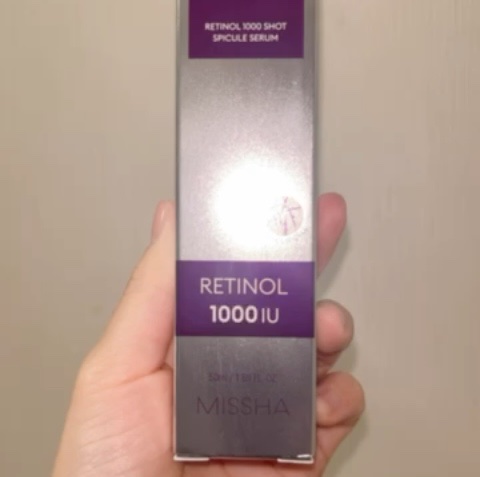 RETINOL 1000 SHOT
SPICULE SERUM
RETINOL
1000 IU
MISSHA